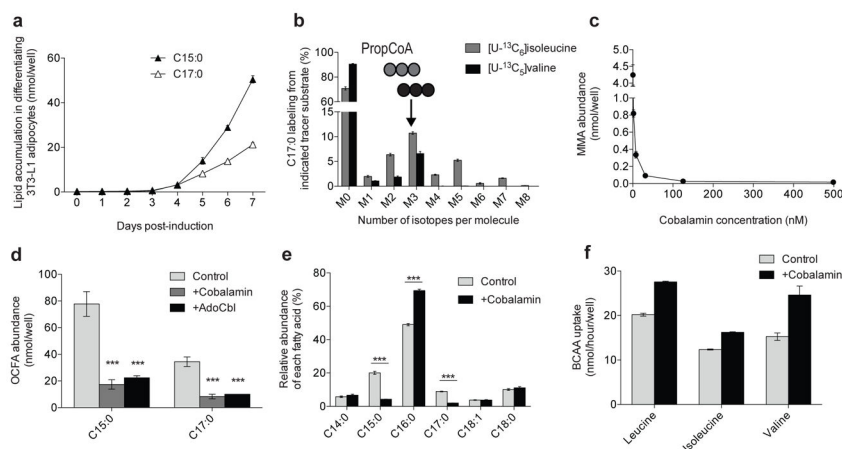 a
C15:0
C17:0
Lipid accumulation in differentiating
3T3-L1 adipocytes (nmol/well)
60
40
20
0
0 1 2 3 4 5 6 7
Days post-induction
b
PropCoA
[U-¹³C₆]isoleucine
[U-¹³C₅]valine
C17:0 labeling from
indicated tracer substrate (%)
100
80
60
15
10
5
0
M0 M1 M2 M3 M4 M5 M6 M7 M8
Number of isotopes per molecule
c
MMA abundance
(nmol/well)
5.0
4.5
4.0
3.5
3.0
1.0
0.8
0.6
0.4
0.2
0.0
0 100 200 300 400 500
Cobalamin concentration (nM)
d
Control
+Cobalamin
+AdoCbl
OCFA abundance
(nmol/well)
100
80
60
40
20
0
*** ***
*** ***
C15:0 C17:0
e
Control
+Cobalamin
Relative abundance
of each fatty acid (%)
80
60
40
20
0
***
***
***
C14:0 C15:0 C16:0 C17:0 C18:1 C18:0
f
Control
+Cobalamin
BCAA uptake
(nmol/hour/well)
40
30
20
10
0
Leucine Isoleucine Valine